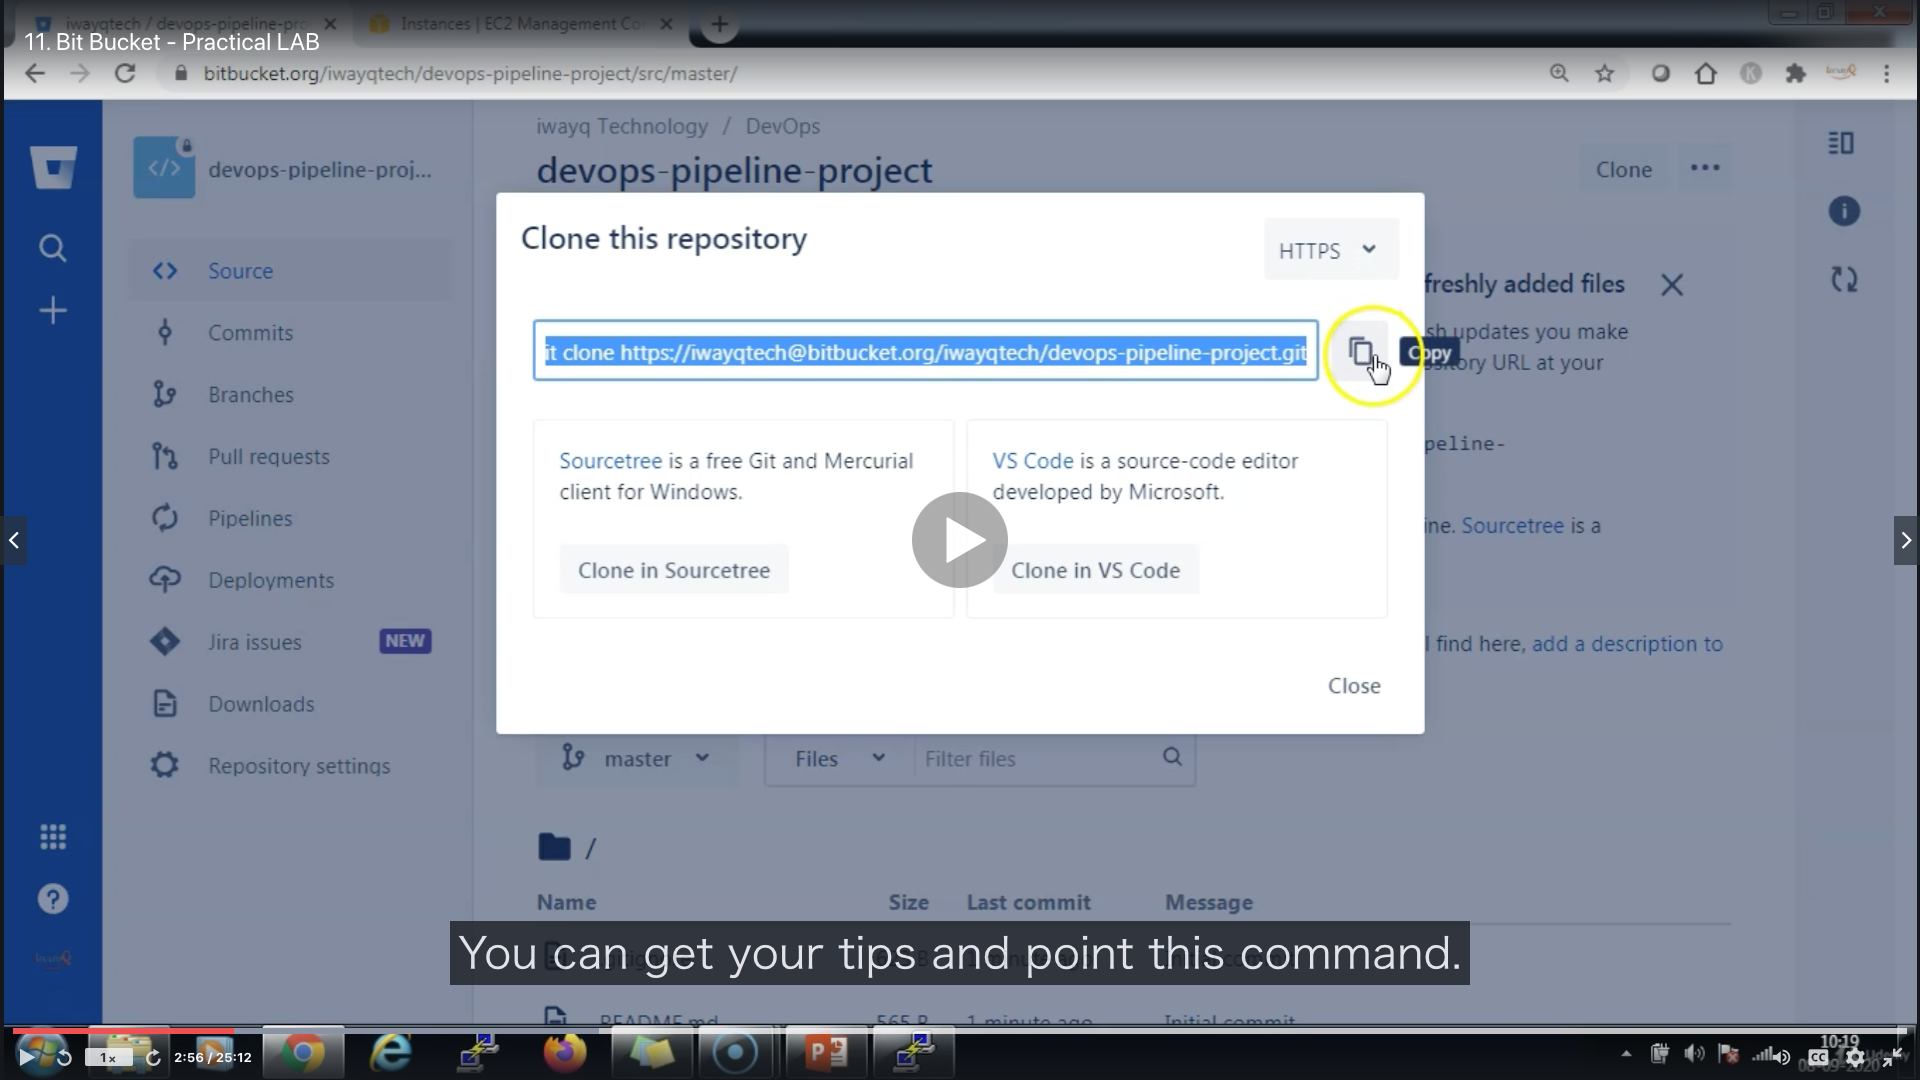 iwayqtech / devops-pipeline-pro
Instances | EC2 Management Co
11. Bit Bucket - Practical LAB
bitbucket.org/iwayqtech/devops-pipeline-project/src/master/
iwayq Technology / DevOps
devops-pipeline-proj...
devops-pipeline-project
Clone
Clone this repository
HTTPS
Source
freshly added files
Commits
sh updates you make
it clone https://iwayqtech@bitbucket.org/iwayqtech/devops-pipeline-project.git
Copy
ository URL at your
Branches
peline-
Pull requests
Sourcetree is a free Git and Mercurial
client for Windows.
VS Code is a source-code editor
developed by Microsoft.
Pipelines
ine. Sourcetree is a
Clone in Sourcetree
Clone in VS Code
Deployments
Jira issues NEW
l find here, add a description to
Close
Downloads
Repository settings
master
Files
Filter files
/
Name Size Last commit Message
You can get your tips and point this command.
README.md 565 B 1 minute ago Initial commit
1x
2:56 / 25:12
10:19
CC